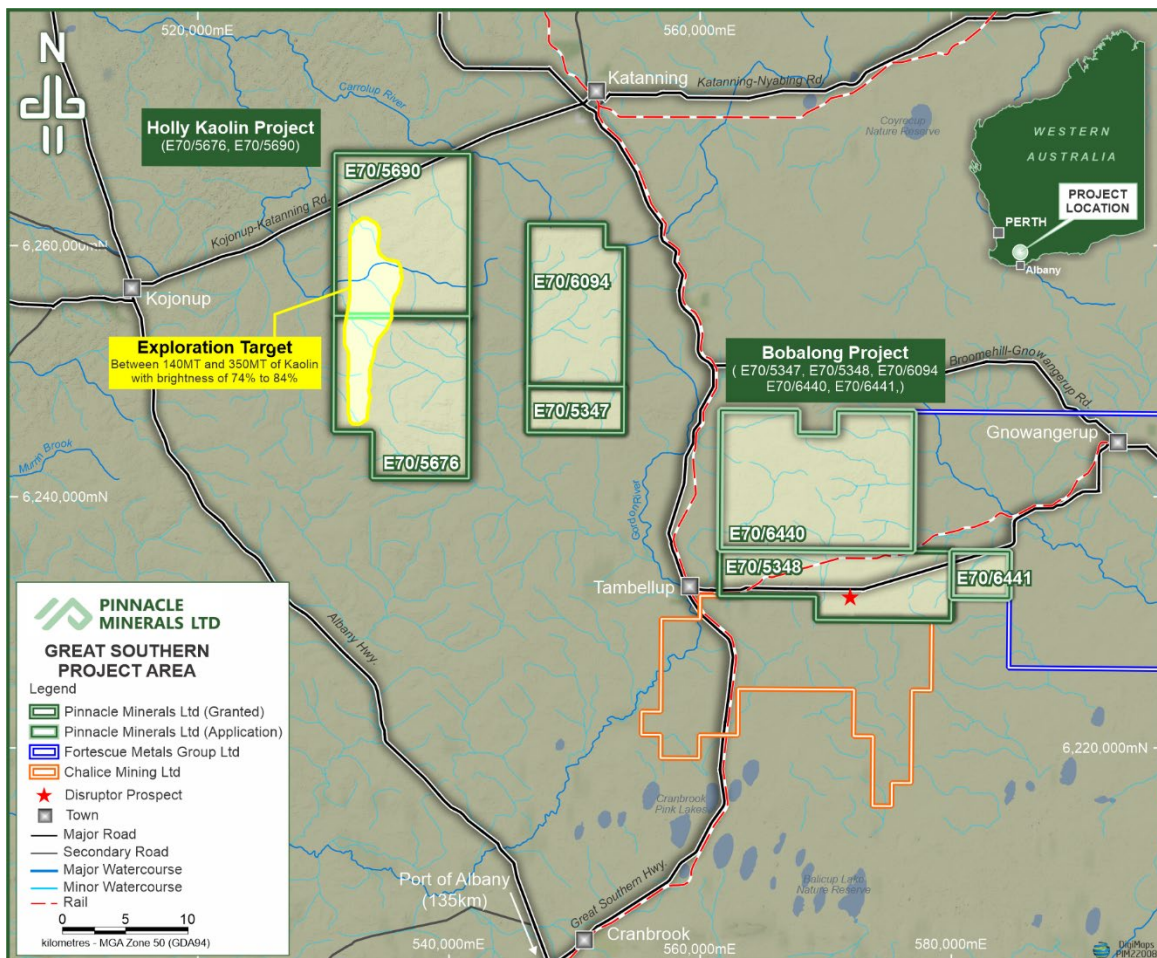 520,000mE
560,000mE
N
Katanning
Katanning-Nyabing Rd.
Carrolup River
Coyrecup
Nature Reserve
WESTERN
AUSTRALIA
PROJECT
LOCATION
PERTH
Albany
Holly Kaolin Project
(E70/5676, E70/5690)
E70/5690
Kojonup-Katanning Rd.
6,260,000mN
Kojonup
E70/6094
Exploration Target
Between 140MT and 350MT of Kaolin
with brightness of 74% to 84%
Bobalong Project
( E70/5347, E70/5348, E70/6094
E70/6440, E70/6441,)
Broomehill-Gnowangerup Rd.
E70/5347
Gnowangerup
E70/5676
Brook
6,240,000mN
Gordon River
E70/6440
E70/5348
E70/6441
Tambellup
Albany Hwy.
6,220,000mN
Cranbrook
Pink Lakes
Balicup Lake
Nature Reserve
Great Southern Hwy.
Port of Albany
(135km)
Cranbrook
540,000mE
560,000mE
580,000mE
PINNACLE
MINERALS LTD
GREAT SOUTHERN
PROJECT AREA
Legend
Pinnacle Minerals Ltd (Granted)
Pinnacle Minerals Ltd (Application)
Fortescue Metals Group Ltd
Chalice Mining Ltd
Disruptor Prospect
Town
Major Road
Secondary Road
Major Watercourse
Minor Watercourse
Rail
0 5 10
kilometres - MGA Zone 50 (GDA94)
DigiMaps
PIM22008